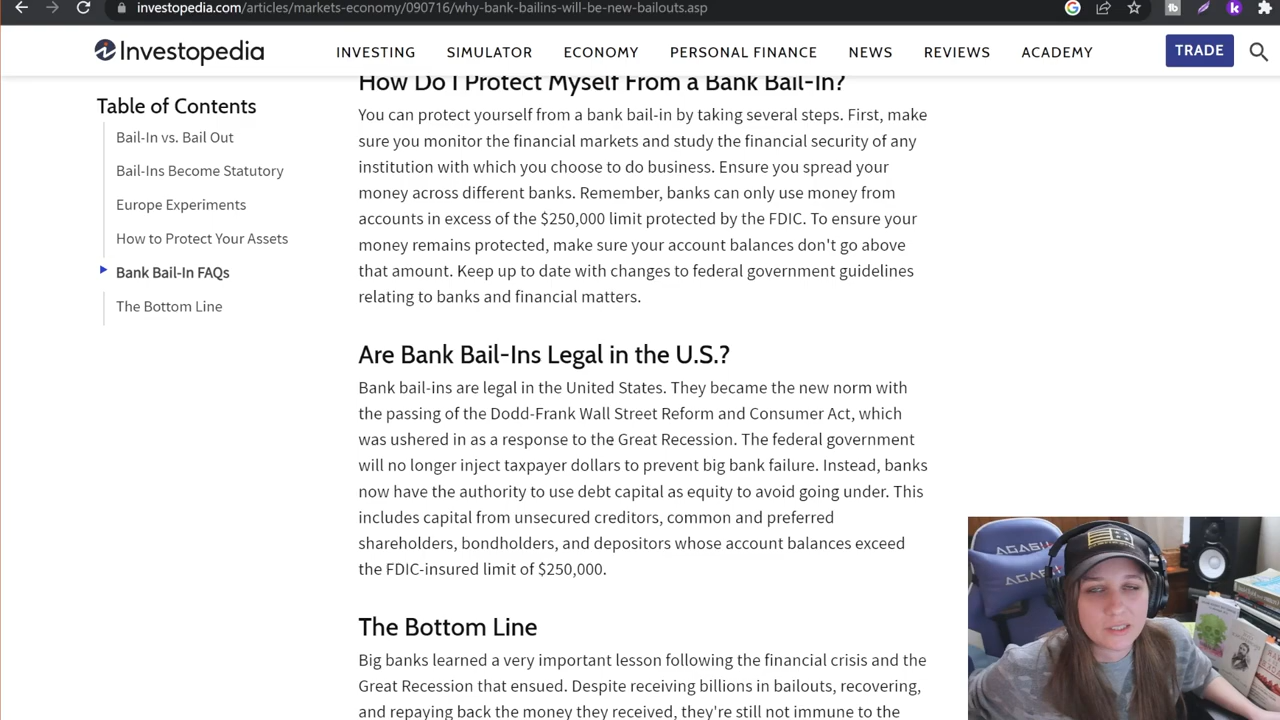 investopedia.com/articles/markets-economy/090716/why-bank-bailins-will-be-new-bailouts.asp
Investopedia
INVESTING SIMULATOR ECONOMY PERSONAL FINANCE NEWS REVIEWS ACADEMY
TRADE
Table of Contents
Bail-In vs. Bail Out
Bail-Ins Become Statutory
Europe Experiments
How to Protect Your Assets
Bank Bail-In FAQs
The Bottom Line
How Do I Protect Myself From a Bank Bail-In?
You can protect yourself from a bank bail-in by taking several steps. First, make
sure you monitor the financial markets and study the financial security of any
institution with which you choose to do business. Ensure you spread your
money across different banks. Remember, banks can only use money from
accounts in excess of the $250,000 limit protected by the FDIC. To ensure your
money remains protected, make sure your account balances don't go above
that amount. Keep up to date with changes to federal government guidelines
relating to banks and financial matters.
Are Bank Bail-Ins Legal in the U.S.?
Bank bail-ins are legal in the United States. They became the new norm with
the passing of the Dodd-Frank Wall Street Reform and Consumer Act, which
was ushered in as a response to the Great Recession. The federal government
will no longer inject taxpayer dollars to prevent big bank failure. Instead, banks
now have the authority to use debt capital as equity to avoid going under. This
includes capital from unsecured creditors, common and preferred
shareholders, bondholders, and depositors whose account balances exceed
the FDIC-insured limit of $250,000.
The Bottom Line
Big banks learned a very important lesson following the financial crisis and the
Great Recession that ensued. Despite receiving billions in bailouts, recovering,
and repaying back the money they received, they're still not immune to the